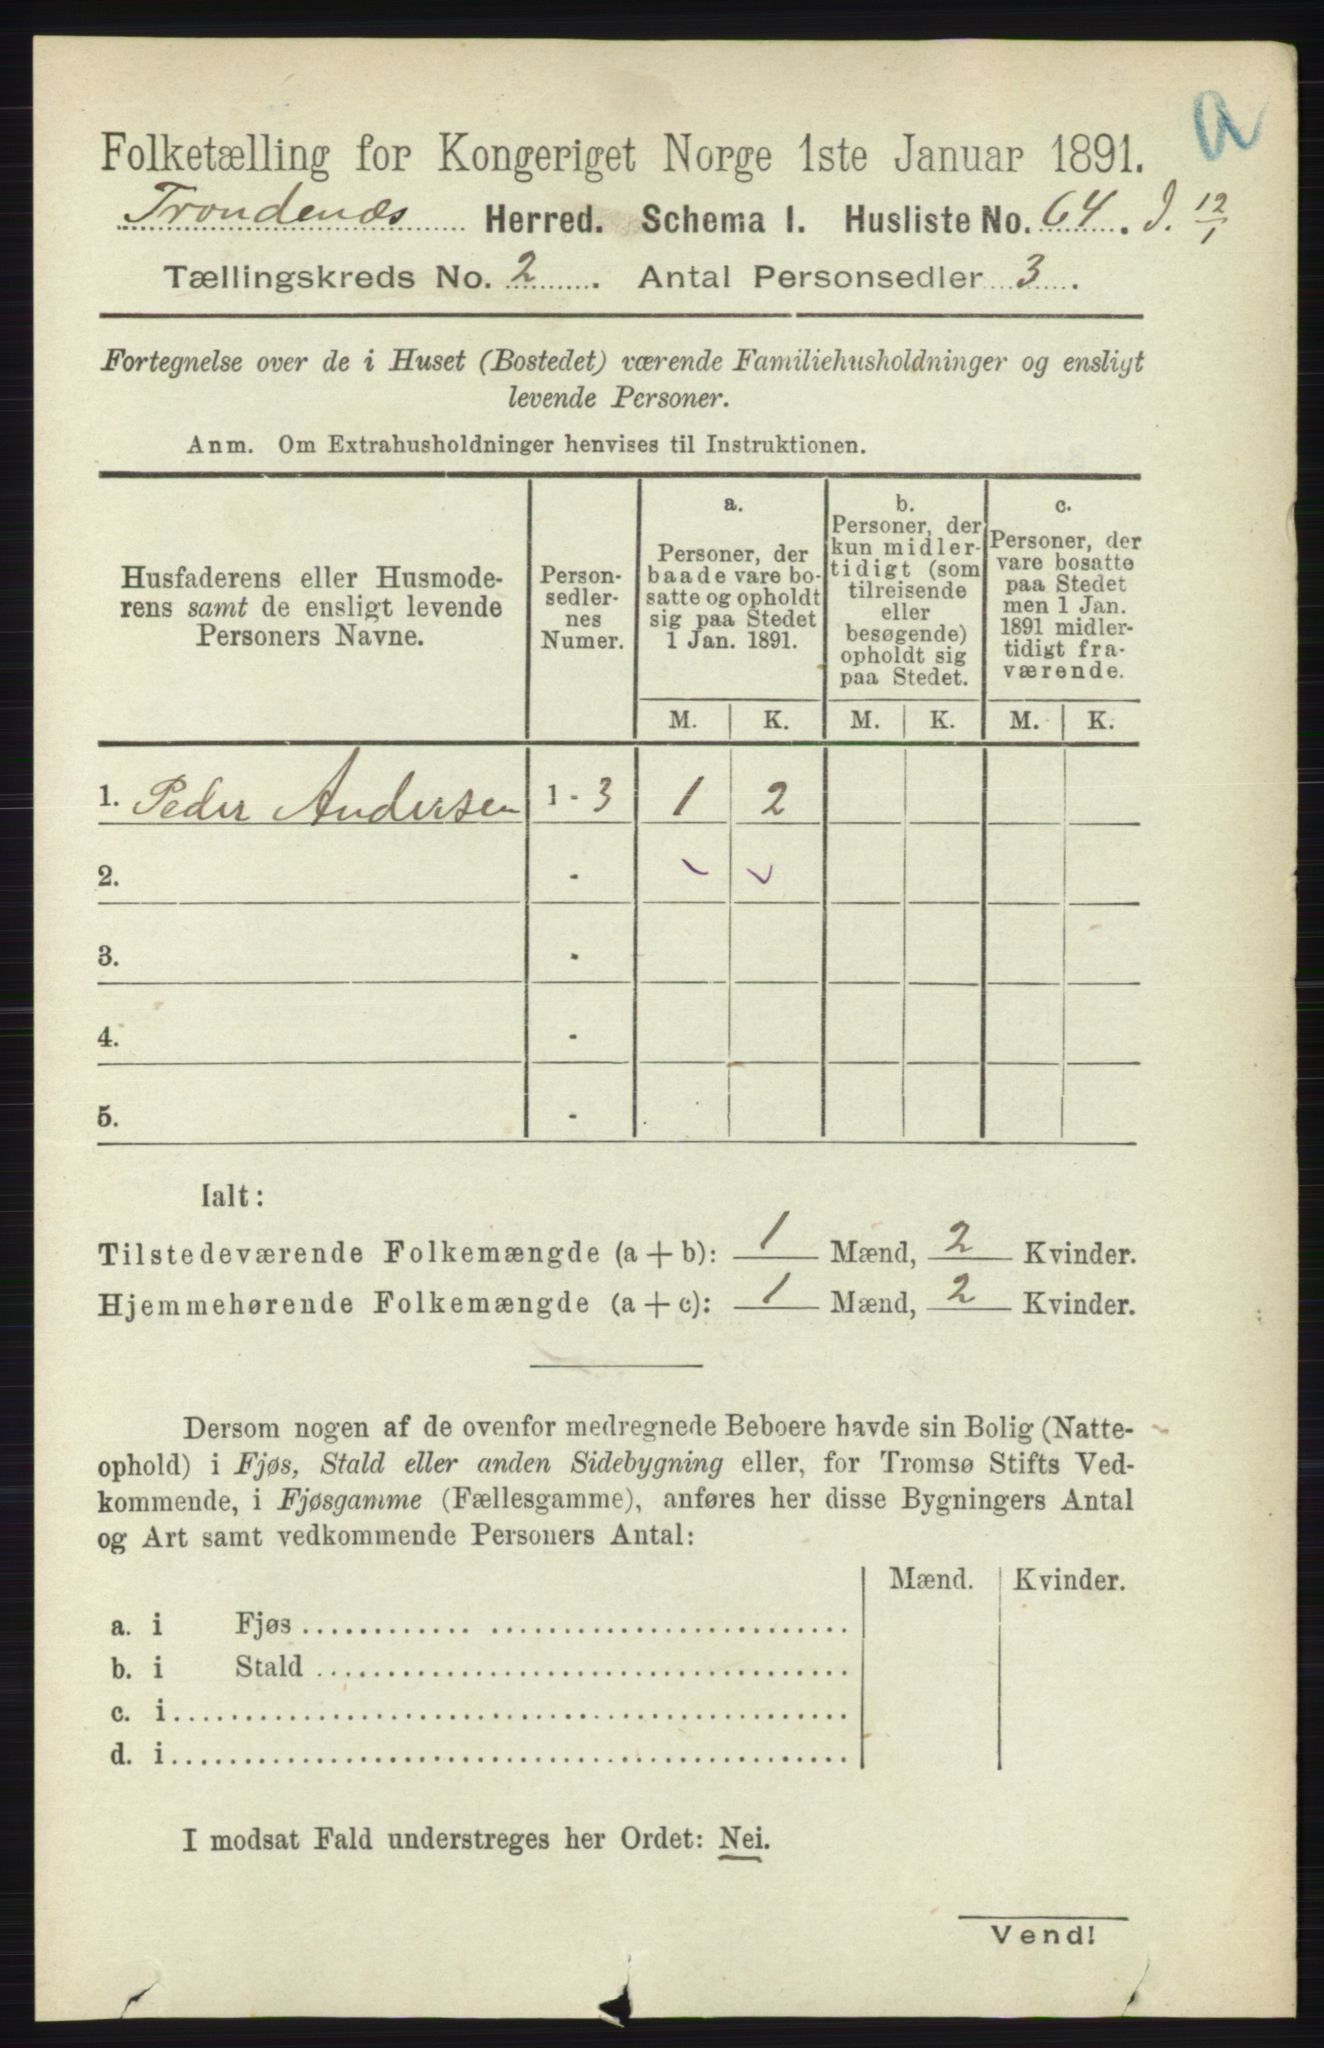 a
Folketælling for Kongeriget Norge 1ste Januar 1891.
Trondenæs Herred. Schema I. Husliste No. 64. J. 12/1
Tællingskreds No. 2. Antal Personsedler 3.
Fortegnelse over de i Huset (Bostedet) værende Familiehusholdninger og ensligt
levende Personer.
Anm. Om Extrahusholdninger henvises til Instruktionen.
Husfaderens eller Husmode-
rens samt de ensligt levende
Personers Navne.
Person-
sedler-
nes
Numer.
a.
Personer, der
baade vare bo-
satte og opholdt
sig paa Stedet
1 Jan. 1891.
b.
Personer, der
kun midler-
tidigt (som
tilreisende
eller
besøgende)
opholdt sig
paa Stedet.
c.
Personer, der
vare bosatte
paa Stedet
men 1 Jan.
1891 midler-
tidigt fra-
værende.
M. K. M. K. M. K.
1. Peder Andersen 1 - 3 1 2
2. -
3. -
4. -
5. -
Ialt:
Tilstedeværende Folkemængde (a + b): 1 Mænd, 2 Kvinder.
Hjemmehørende Folkemængde (a + c): 1 Mænd, 2 Kvinder.
Dersom nogen af de ovenfor medregnede Beboere havde sin Bolig (Natte-
ophold) i Fjøs, Stald eller anden Sidebygning eller, for Tromsø Stifts Ved-
kommende, i Fjøsgamme (Fællesgamme), anføres her disse Bygningers Antal
og Art samt vedkommende Personers Antal:
Mænd. Kvinder.
a. i Fjøs
b. i Stald
c. i
d. i
I modsat Fald understreges her Ordet: Nei.
Vend!